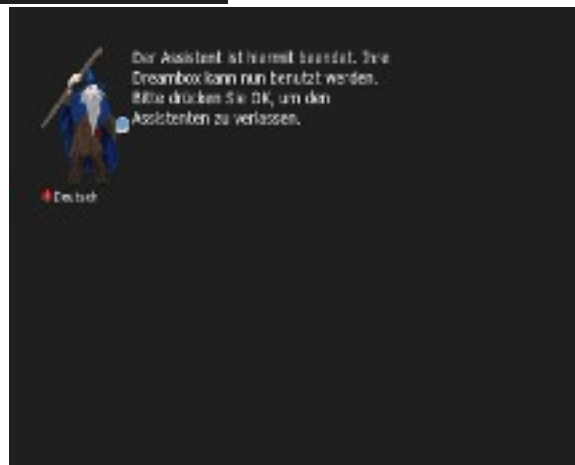 Der Assistent ist hiermit beendet. Ihre
Dreambox kann nun benutzt werden.
Bitte drücken Sie OK, um den
Assistenten zu verlassen.
Deutsch